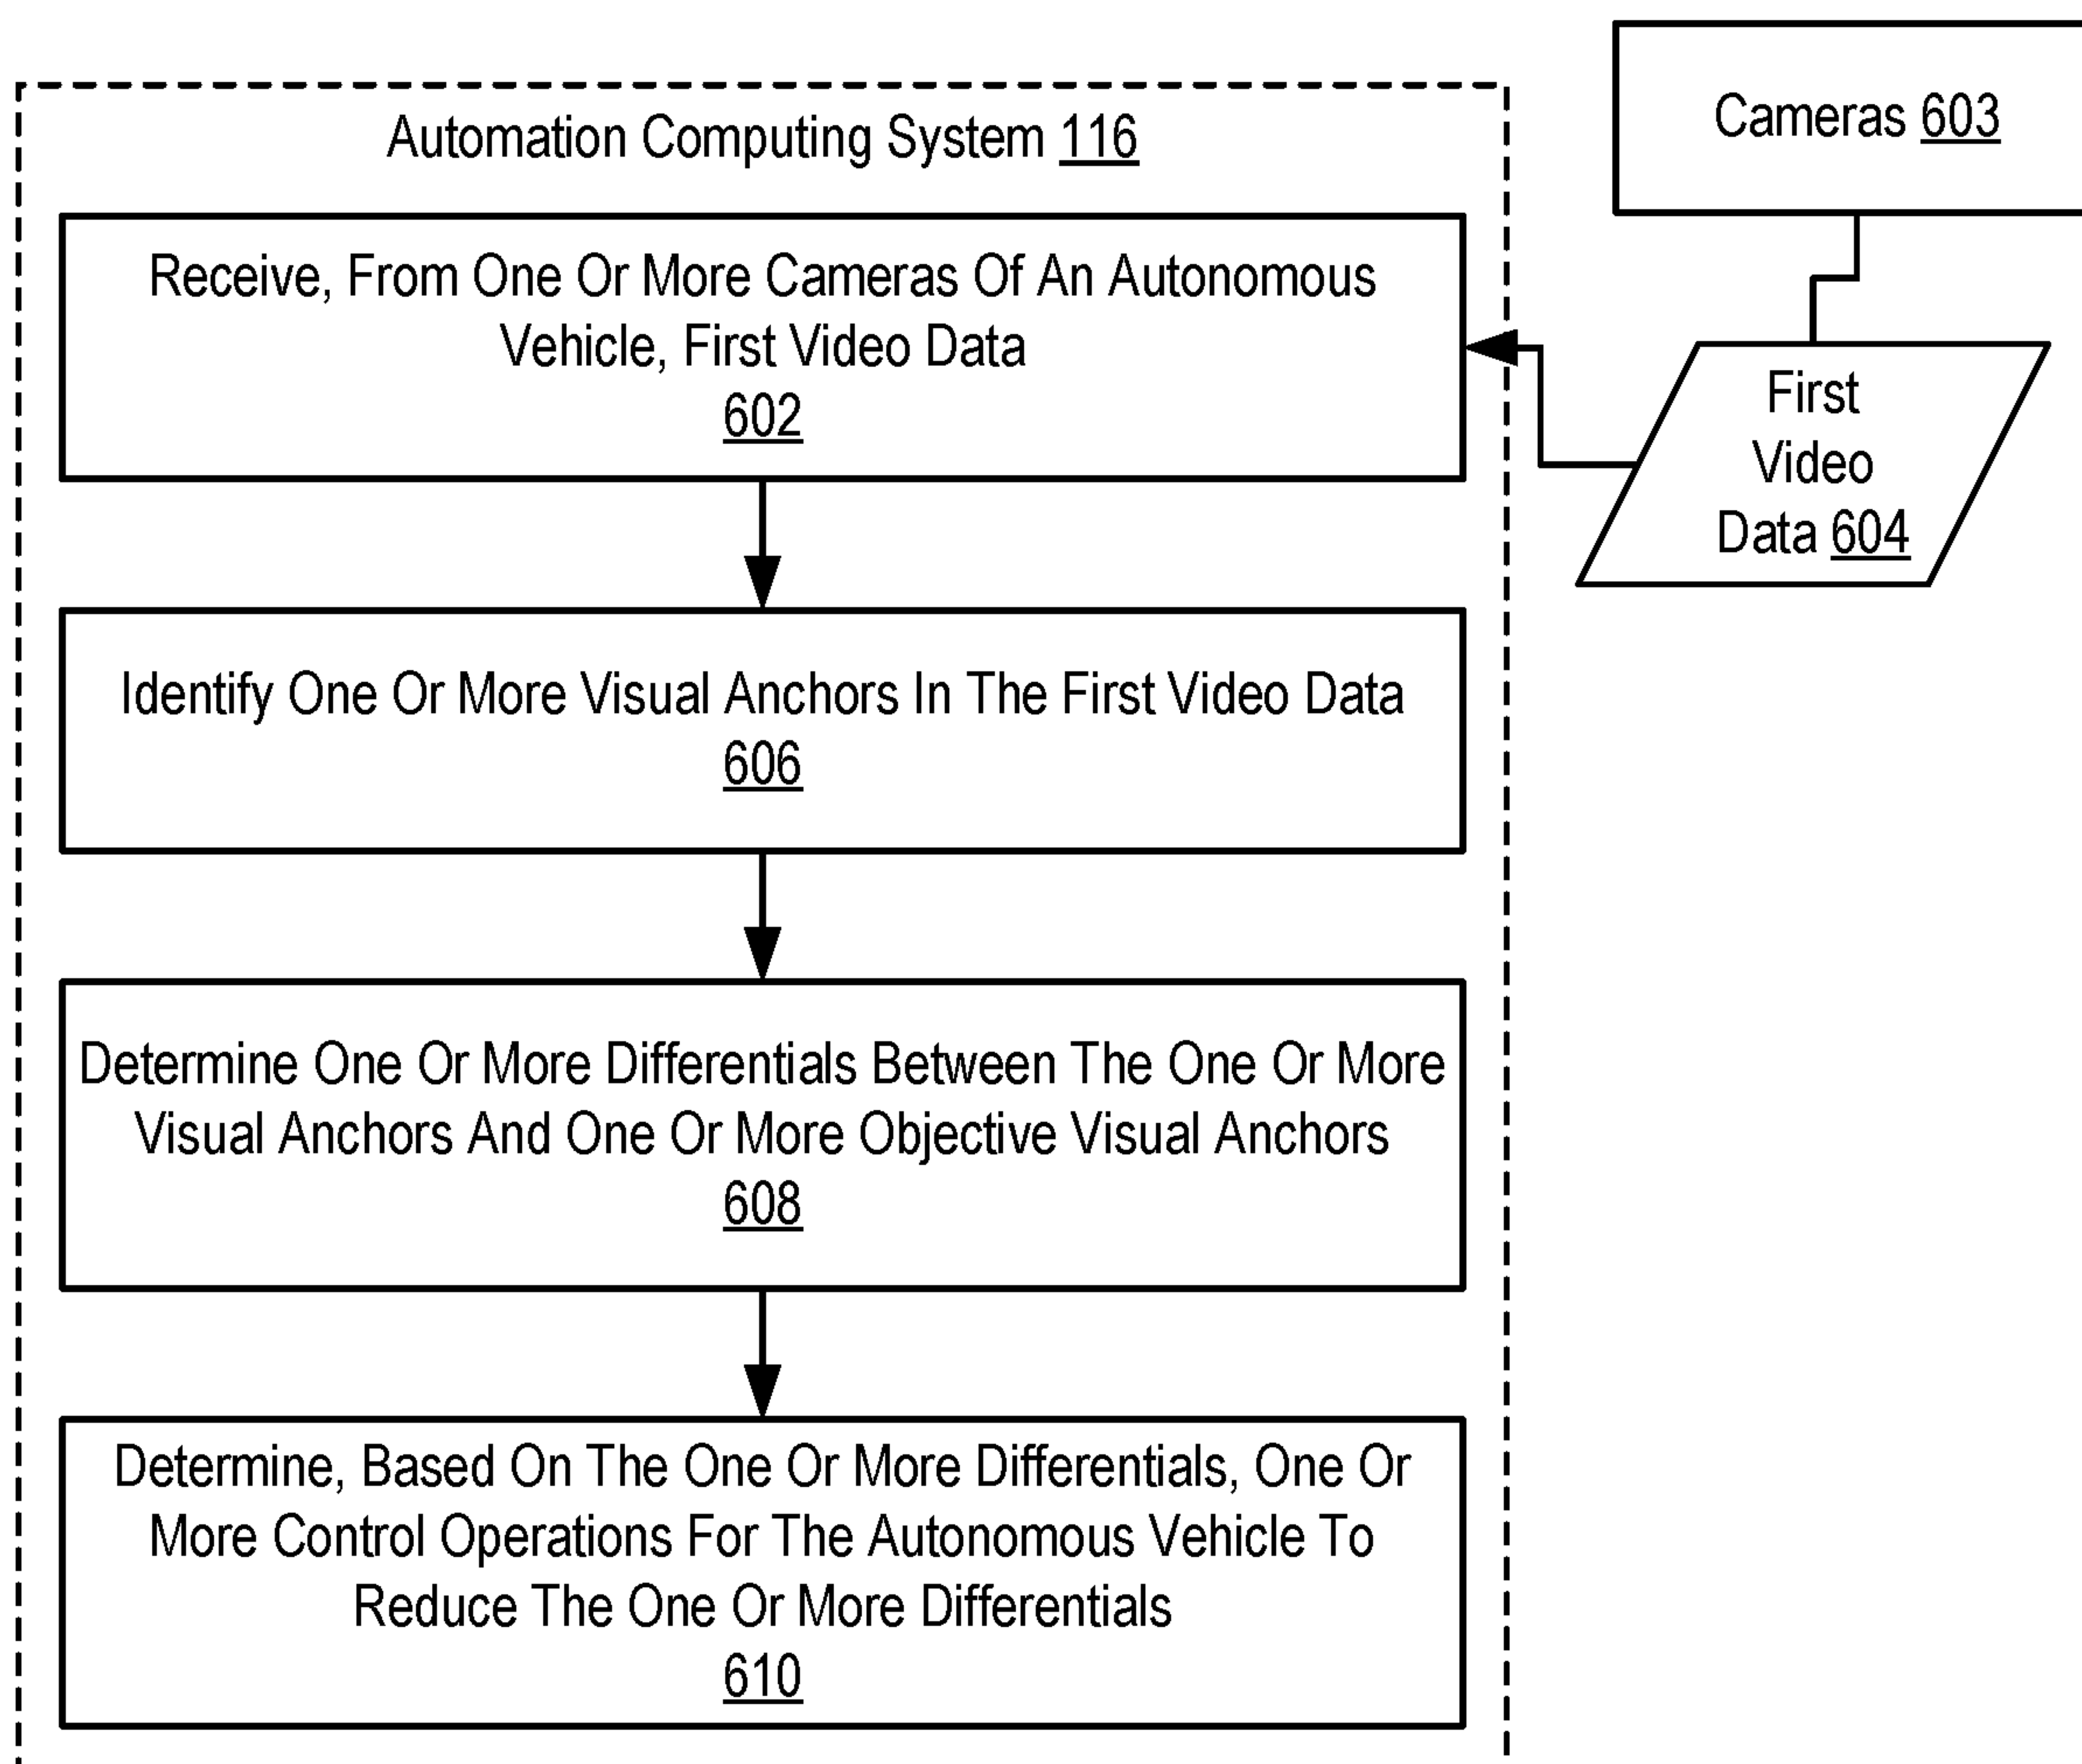 Automation Computing System 116
Cameras 603
Receive, From One Or More Cameras Of An Autonomous
Vehicle, First Video Data
602
First
Video
Data 604
Identify One Or More Visual Anchors In The First Video Data
606
Determine One Or More Differentials Between The One Or More
Visual Anchors And One Or More Objective Visual Anchors
608
Determine, Based On The One Or More Differentials, One Or
More Control Operations For The Autonomous Vehicle To
Reduce The One Or More Differentials
610